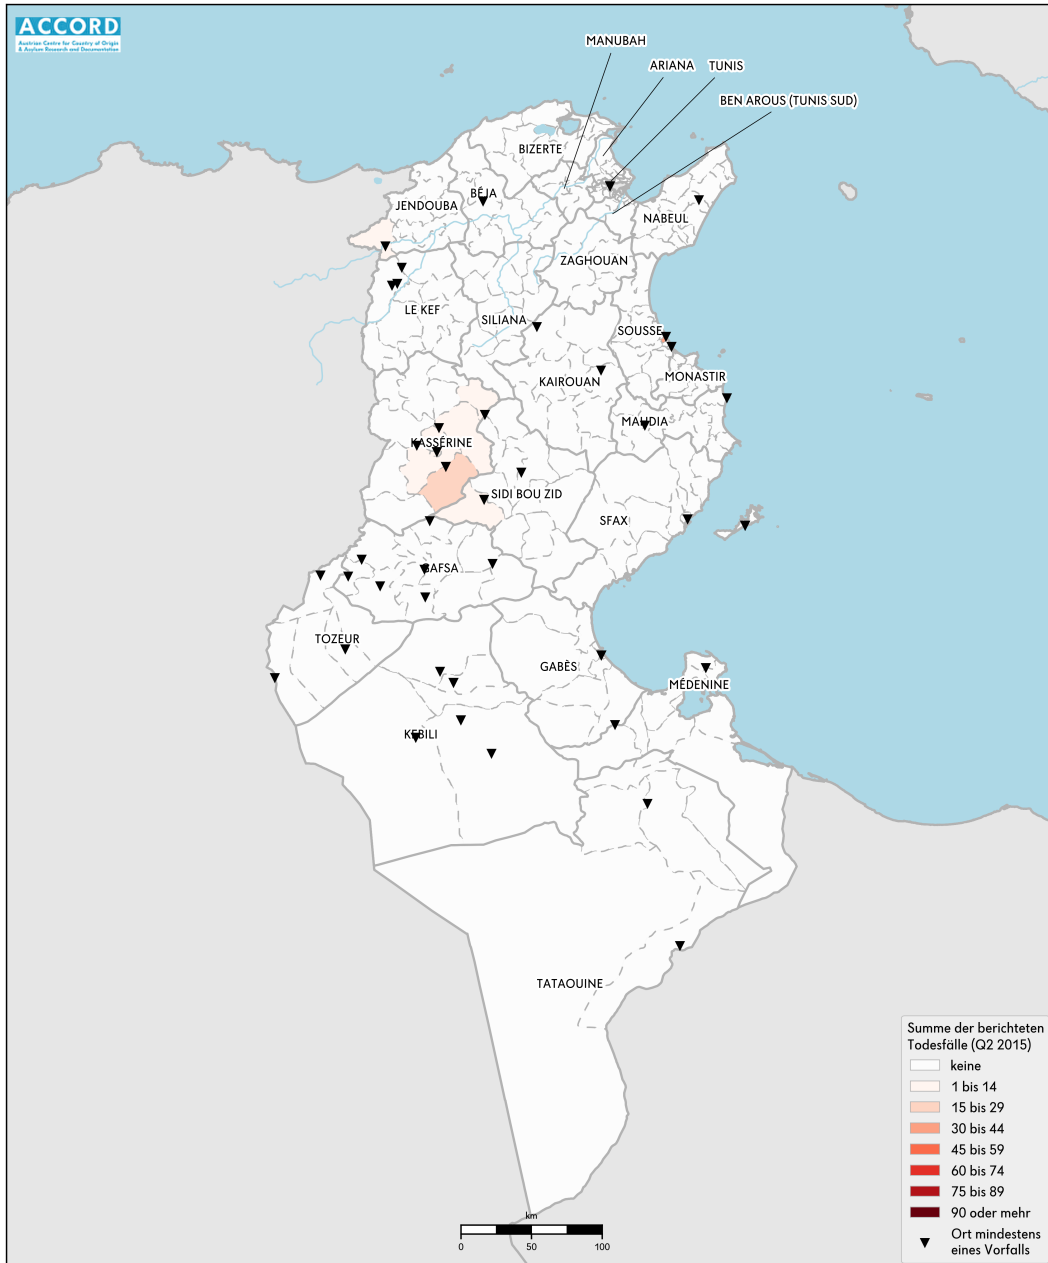 ACCORD
Austrian Centre for Country of Origin
& Asylum Research and Documentation
MANUBAH
ARIANA
TUNIS
BEN AROUS (TUNIS SUD)
BIZERTE
BÉJA
JENDOUBA
NABEUL
ZAGHOUAN
LE KEF
SILIANA
SOUSSE
KAIROUAN
MONASTIR
MAHDIA
KASSÉRINE
SIDI BOU ZID
SFAX
GAFSA
TOZEUR
GABÈS
MÉDENINE
KEBILI
TATAOUINE
Summe der berichteten
Todesfälle (Q2 2015)
keine
1 bis 14
15 bis 29
30 bis 44
45 bis 59
60 bis 74
75 bis 89
90 oder mehr
Ort mindestens
eines Vorfalls
km
0 50 100